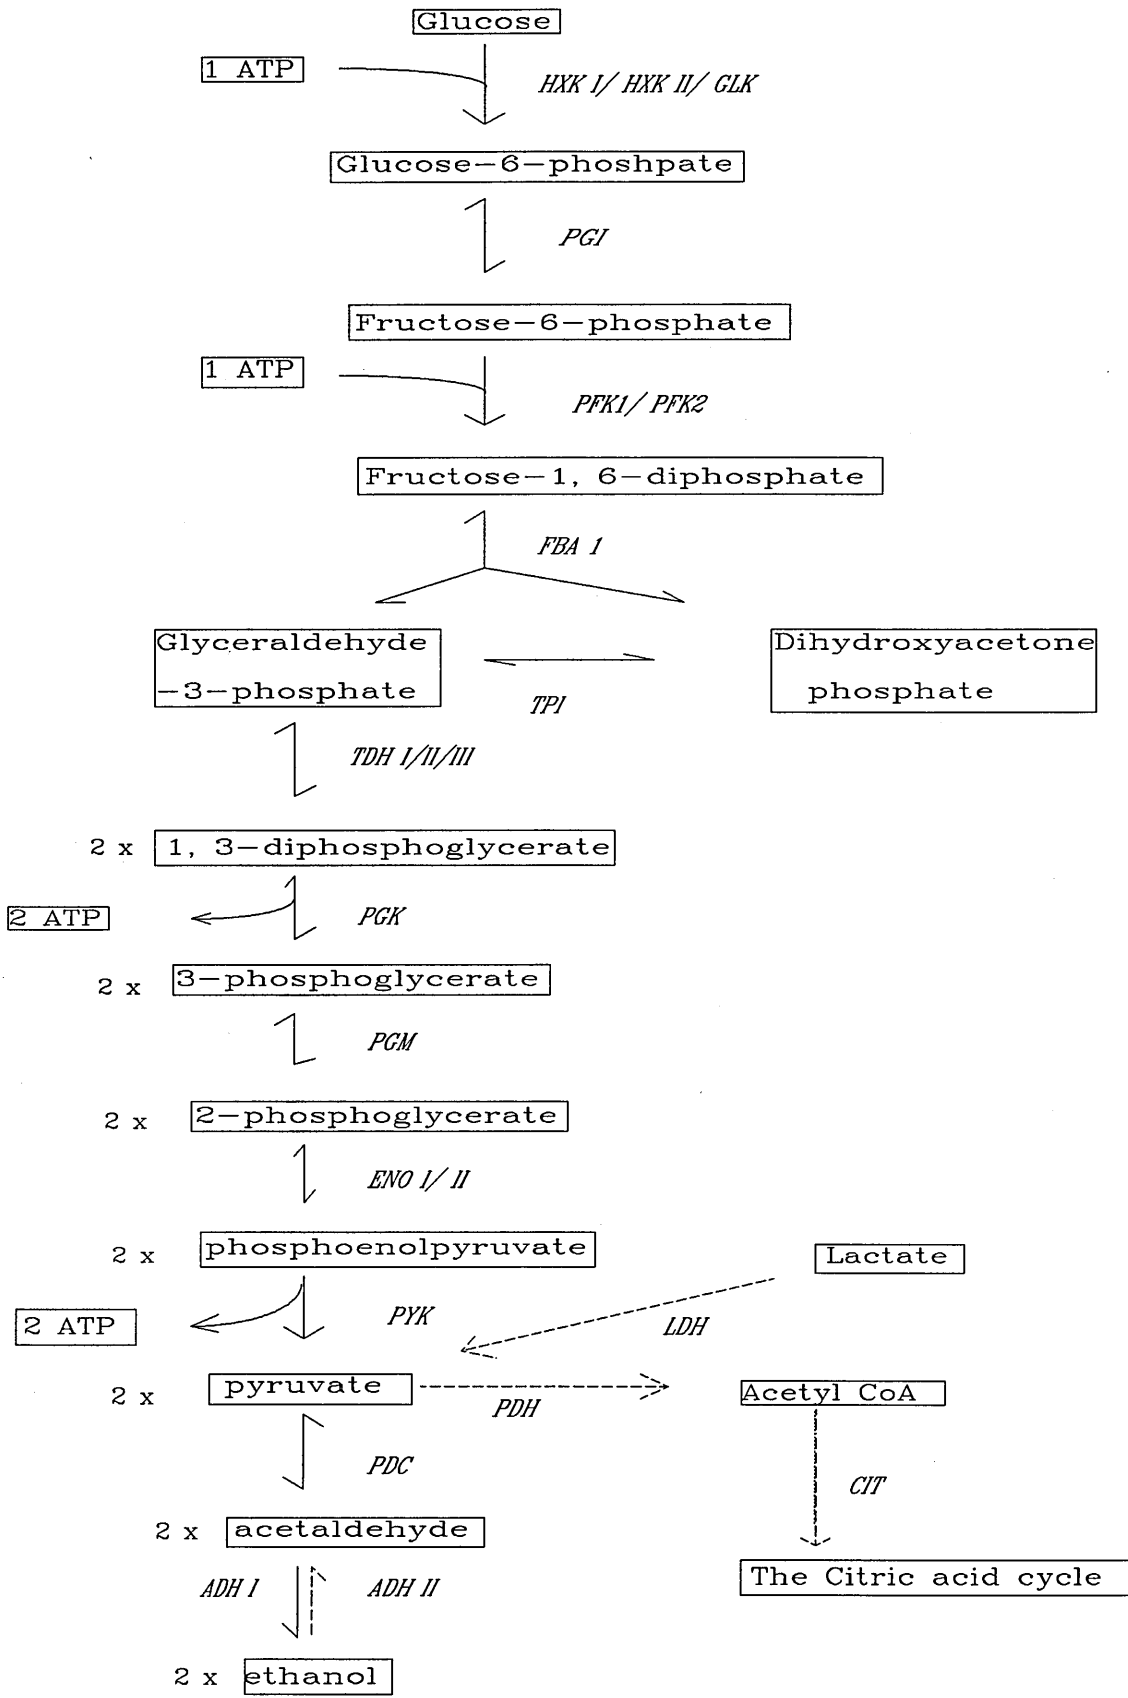 Glucose
1 ATP
HXK I/ HXK II/ GLK
Glucose-6-phoshpate
PGI
Fructose-6-phosphate
1 ATP
PFK1/ PFK2
Fructose-1, 6-diphosphate
FBA 1
Glyceraldehyde
-3-phosphate
Dihydroxyacetone
phosphate
TPI
TDH I/II/III
2 x 1, 3-diphosphoglycerate
2 ATP
PGK
2 x 3-phosphoglycerate
PGM
2 x 2-phosphoglycerate
ENO I/ II
2 x phosphoenolpyruvate
Lactate
2 ATP
PYK
LDH
2 x pyruvate
PDH
Acetyl CoA
PDC
CIT
2 x acetaldehyde
The Citric acid cycle
ADH I
ADH II
2 x ethanol